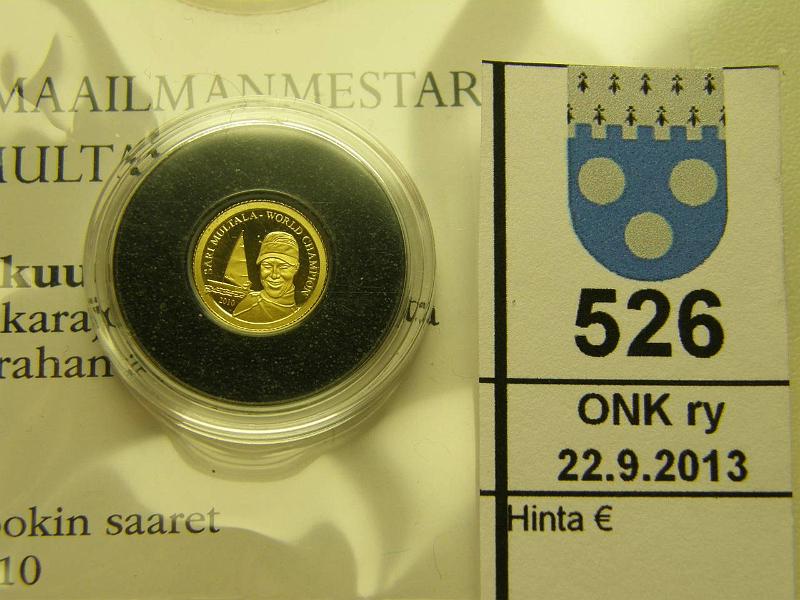 MAAILMANMESTAR
MULTA
SARI MULTALA - WORLD CHAMPION
2010
kuu
karaj
rahan
ookin saaret
10
526
ONK ry
22.9.2013
Hinta €